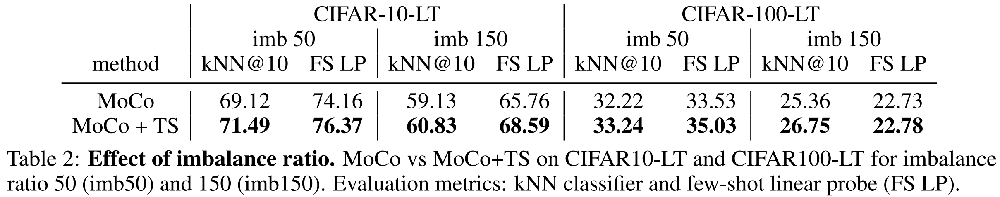 CIFAR-10-LT CIFAR-100-LT
imb 50 imb 150 imb 50 imb 150
method kNN@10 FS LP kNN@10 FS LP kNN@10 FS LP kNN@10 FS LP
MoCo 69.12 74.16 59.13 65.76 32.22 33.53 25.36 22.73
MoCo + TS 71.49 76.37 60.83 68.59 33.24 35.03 26.75 22.78
Table 2: Effect of imbalance ratio. MoCo vs MoCo+TS on CIFAR10-LT and CIFAR100-LT for imbalance
ratio 50 (imb50) and 150 (imb150). Evaluation metrics: kNN classifier and few-shot linear probe (FS LP).